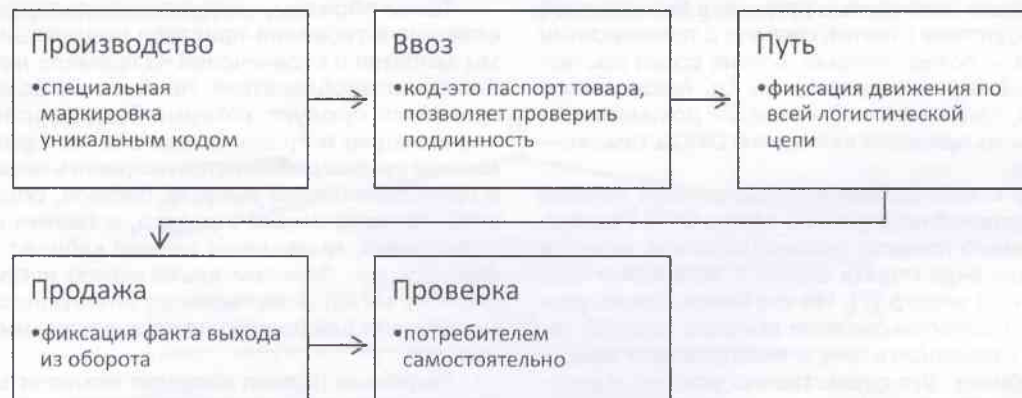 Производство
•специальная
маркировка
уникальным кодом
Ввоз
•код-это паспорт товара,
позволяет проверить
подлинность
Путь
•фиксация движения по
всей логистической
цепи
Продажа
•фиксация факта выхода
из оборота
Проверка
•потребителем
самостоятельно